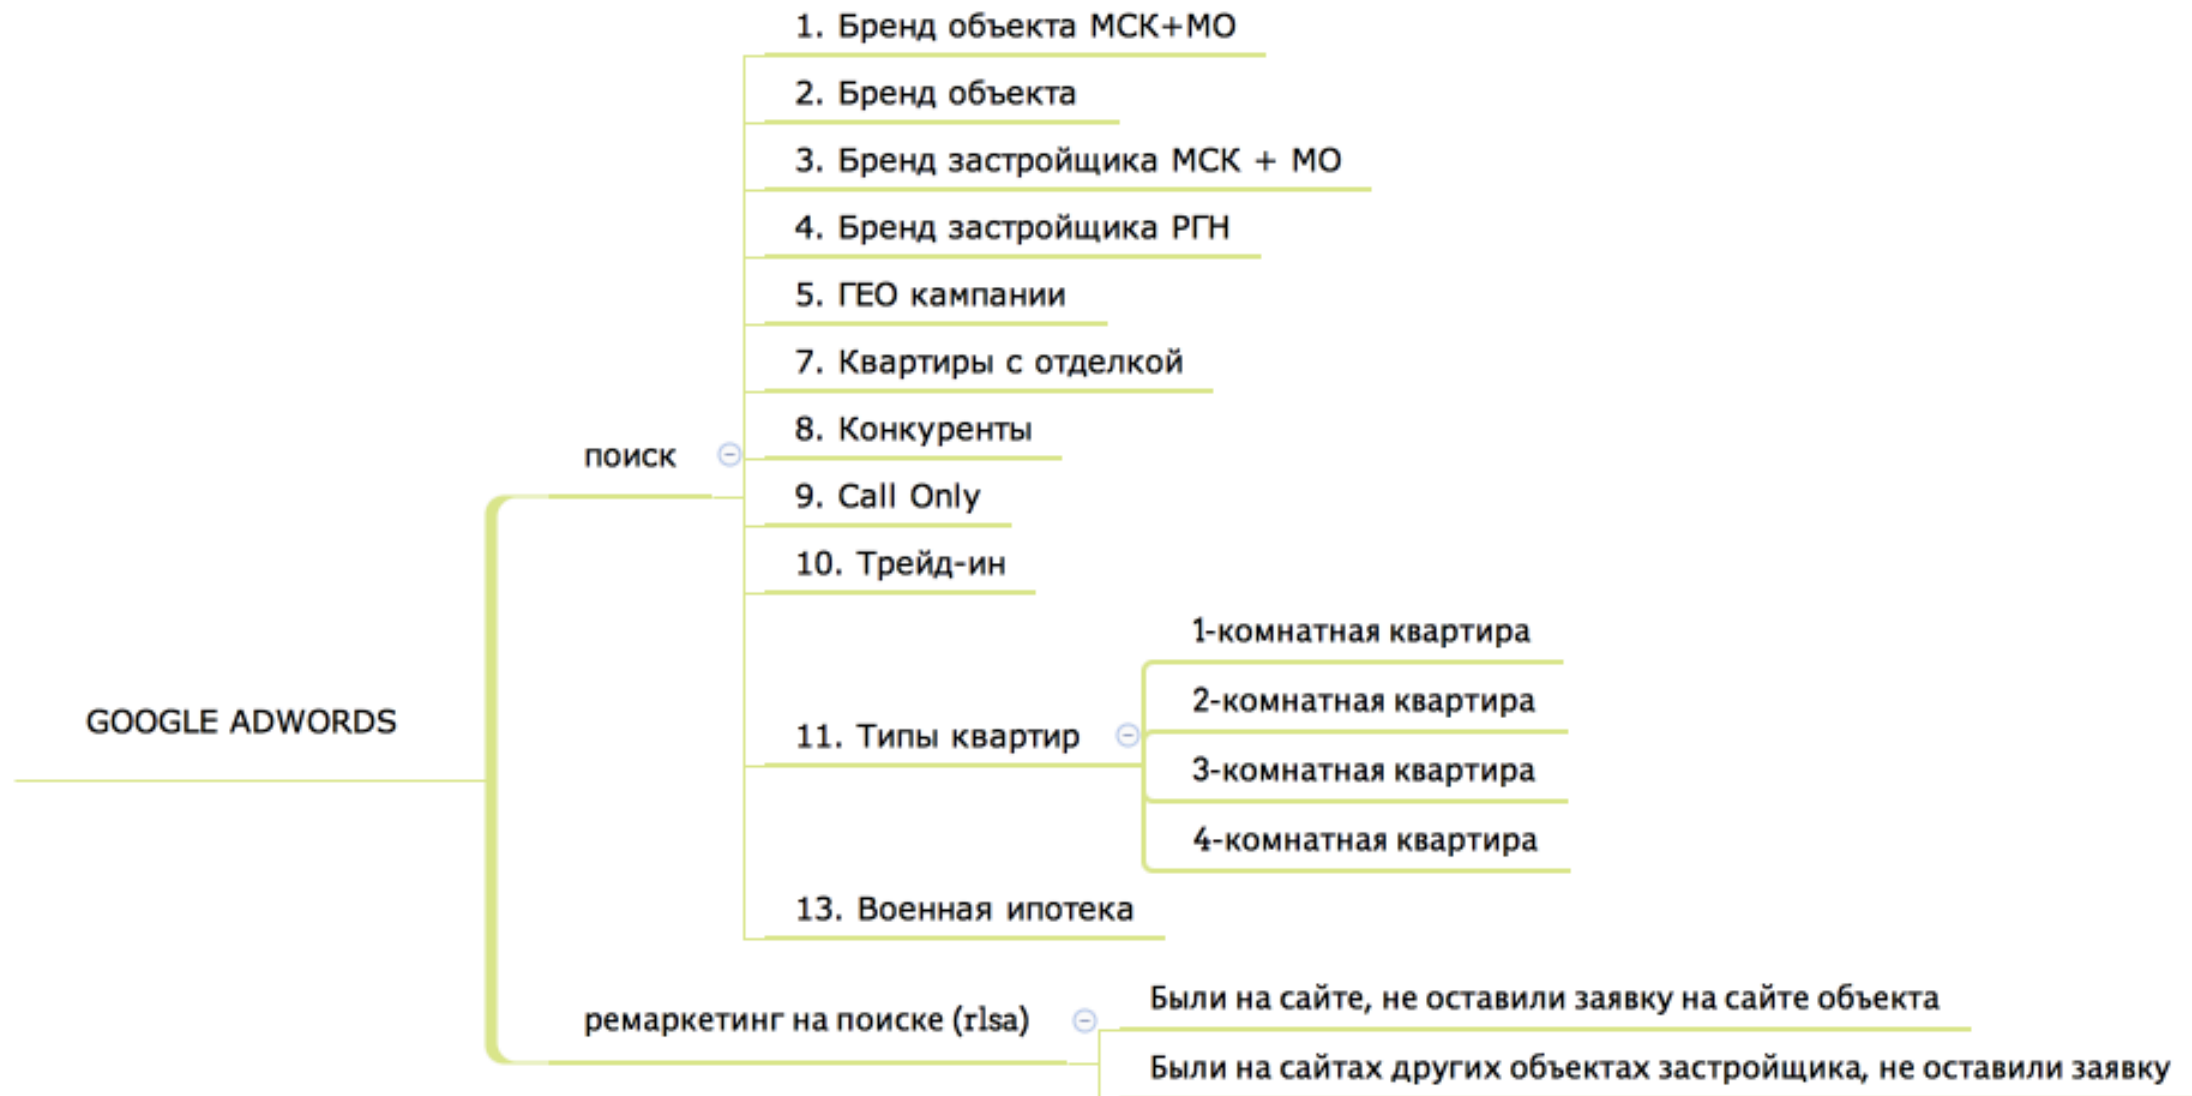 1. Бренд объекта МСК+МО
2. Бренд объекта
3. Бренд застройщика МСК + МО
4. Бренд застройщика РГН
5. ГЕО кампании
7. Квартиры с отделкой
8. Конкуренты
поиск
9. Call Only
10. Трейд-ин
1-комнатная квартира
2-комнатная квартира
GOOGLE ADWORDS
11. Типы квартир
3-комнатная квартира
4-комнатная квартира
13. Военная ипотека
Были на сайте, не оставили заявку на сайте объекта
ремаркетинг на поиске (rlsa)
Были на сайтах других объектах застройщика, не оставили заявку